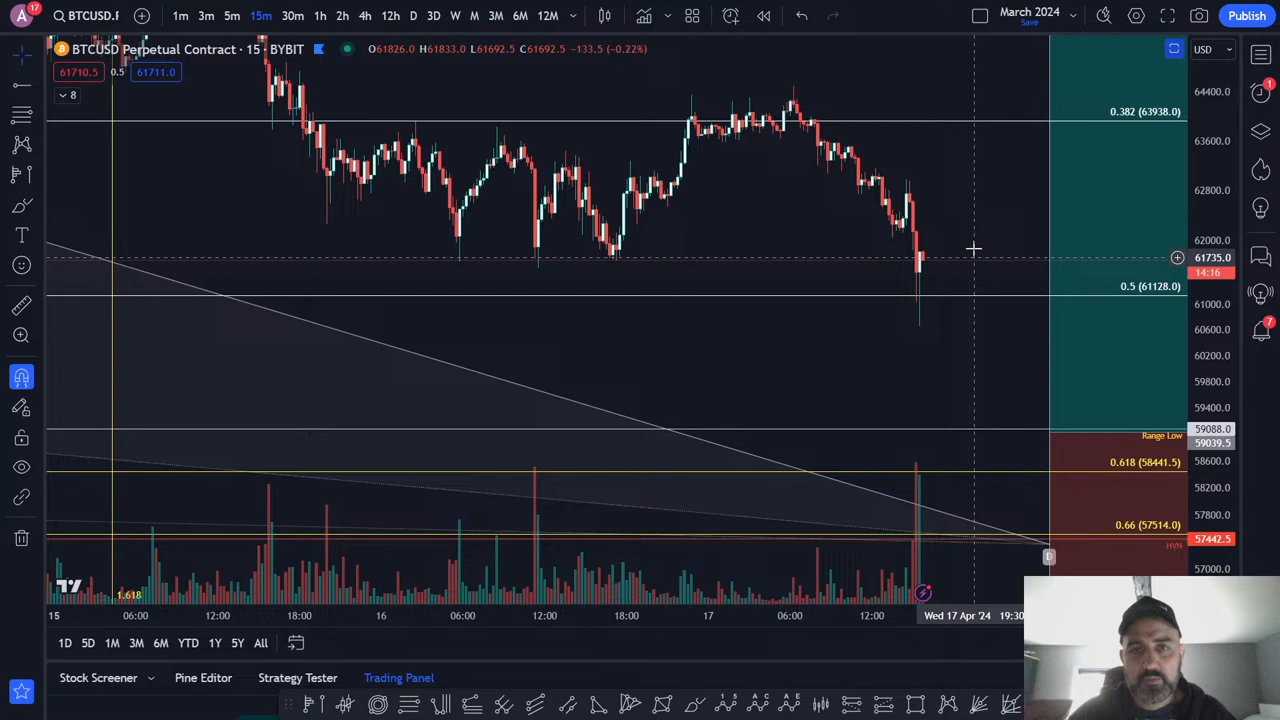 A 17 BTCUSD.F 1m 3m 5m 15m 30m 1h 2h 4h 12h D 3D W M 3M 6M 12M March 2024 Save Publish
BTCUSD Perpetual Contract · 15 · BYBIT O61826.0 H61833.0 L61692.5 C61692.5 −133.5 (−0.22%) USD
61710.5 0.5 61711.0
8
64400.0
0.382 (63938.0)
63600.0
62800.0
62000.0
61735.0
14:16
0.5 (61128.0)
61000.0
60600.0
60200.0
59800.0
59400.0
59088.0
Range Low
59039.5
0.618 (58441.5)
58600.0
58200.0
57800.0
0.66 (57514.0)
57442.5
HVN
D
57000.0
1.618
15 06:00 12:00 18:00 16 06:00 12:00 18:00 17 06:00 12:00 Wed 17 Apr '24 19:30
1D 5D 1M 3M 6M YTD 1Y 5Y All
Stock Screener Pine Editor Strategy Tester Trading Panel